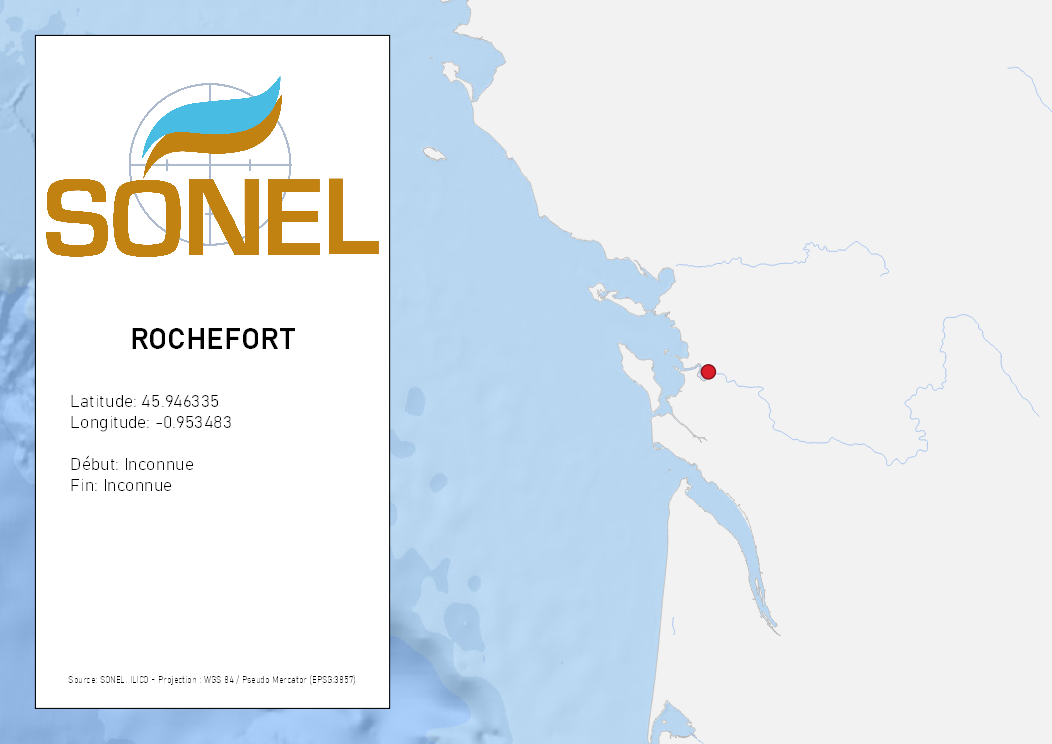 SONEL
ROCHEFORT
Latitude: 45.946335
Longitude: -0.953483
Début: Inconnue
Fin: Inconnue
Source: SONEL, ILICO - Projection : WGS 84 / Pseudo Mercator (EPSG:3857)